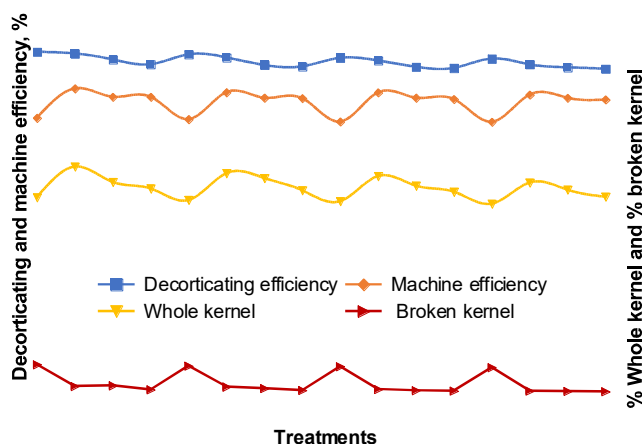 Decorticating and machine efficiency, %
% Whole kernel and % broken kernel
Decorticating efficiency
Machine efficiency
Whole kernel
Broken kernel
Treatments